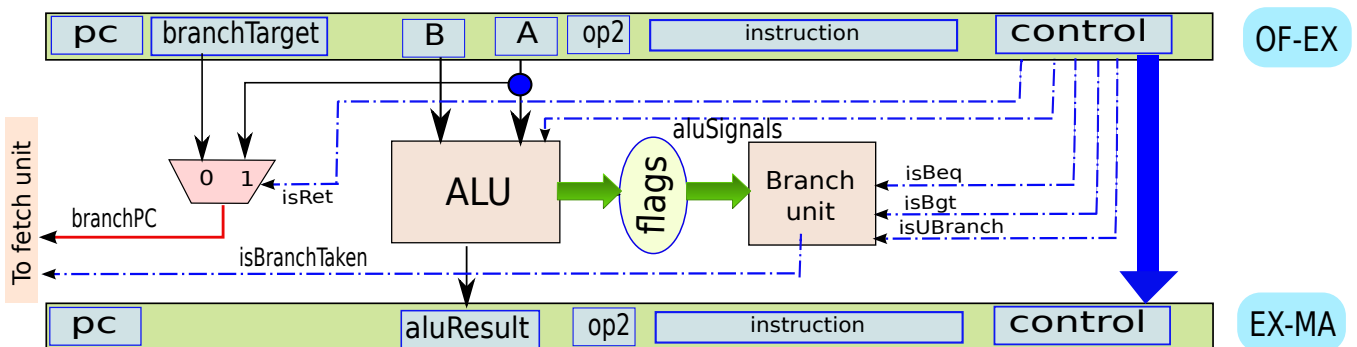 pc
branchTarget
B
A
op2
instruction
control
OF-EX
aluSignals
0
1
isRet
ALU
flags
Branch
unit
isBeq
isBgt
isUBranch
To fetch unit
branchPC
isBranchTaken
pc
aluResult
op2
instruction
control
EX-MA